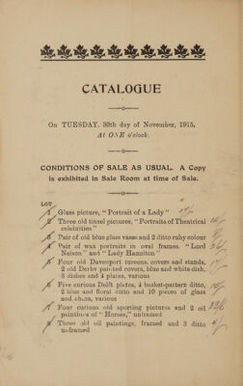 CATALOGUE
On TUESDAY, 30th day of November, 1915,
At ONE o'clock.
CONDITIONS OF SALE AS USUAL. A Copy
is exhibited in Sale Room at time of Sale.
LOT
1 Glass picture, "Portrait of a Lady"
2 Three old tinsel pictures, "Portraits of Theatrical
celebrities"
3 Pair of old blue glass vases and 2 ditto ruby colour
4 Pair of wax portraits in oval frames. "Lord
Nelson" and "Lady Hamilton"
Four old Davenport tureens, covers and stands,
2 old Derby painted covers, blue and white dish,
3 dishes and 4 plates, various
Five curious Delft plates, 4 basket-pattern ditto,
2 blue and floral ditto and 10 pieces of glass
and china, various
Four curious old sporting pictures and 2 oil
paintings of "Horses," unframed
Three old oil paintings, framed and 3 ditto
unframed